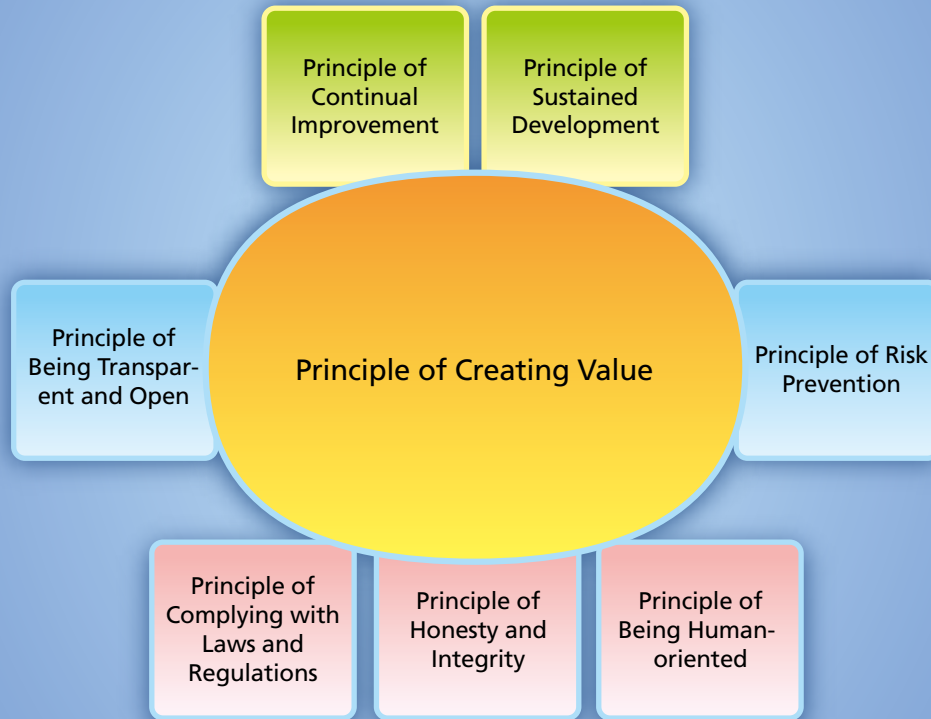 Principle of
Continual
Improvement
Principle of
Sustained
Development
Principle of
Being Transpar-
ent and Open
Principle of Creating Value
Principle of Risk
Prevention
Principle of
Complying with
Laws and
Regulations
Principle of
Honesty and
Integrity
Principle of
Being Human-
oriented